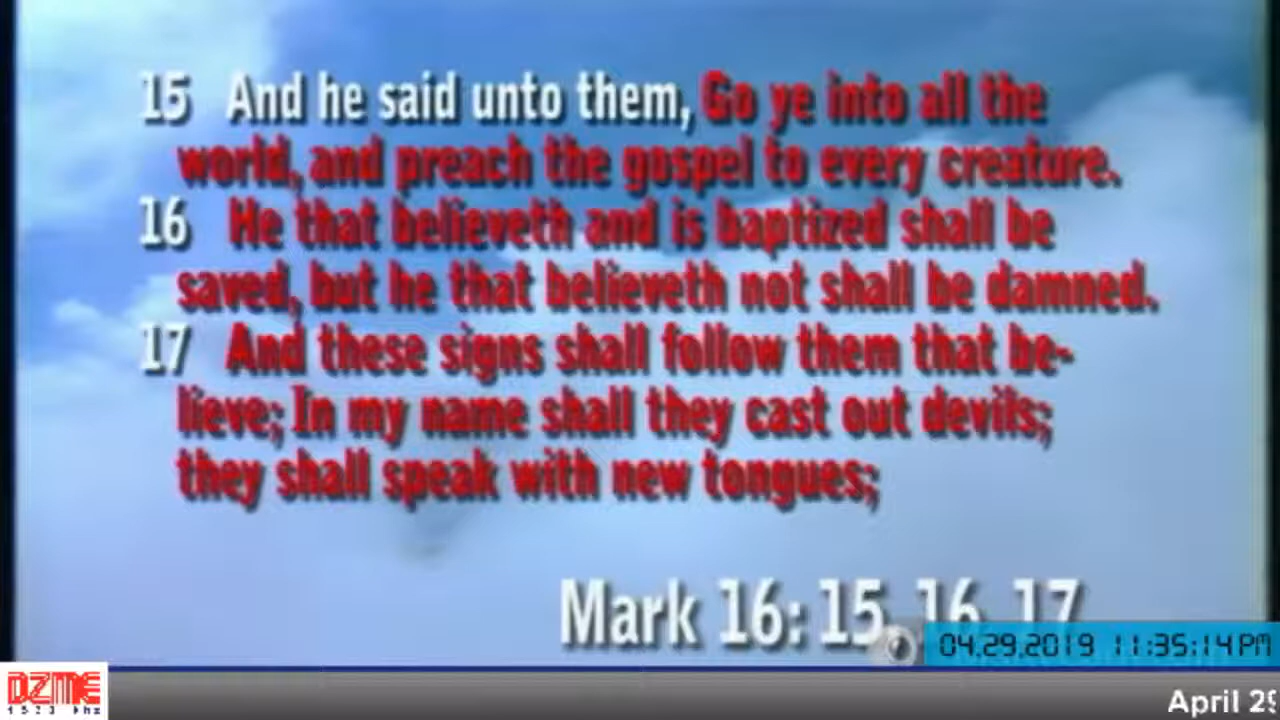 15 And he said unto them, Go ye into all the
world, and preach the gospel to every creature.
16 He that believeth and is baptized shall be
saved, but he that believeth not shall be damned.
17 And these signs shall follow them that be-
lieve; In my name shall they cast out devils;
they shall speak with new tongues;
Mark 16: 15, 16, 17
04.29.2019 11:35:14 PM
DZME
khz
April 29